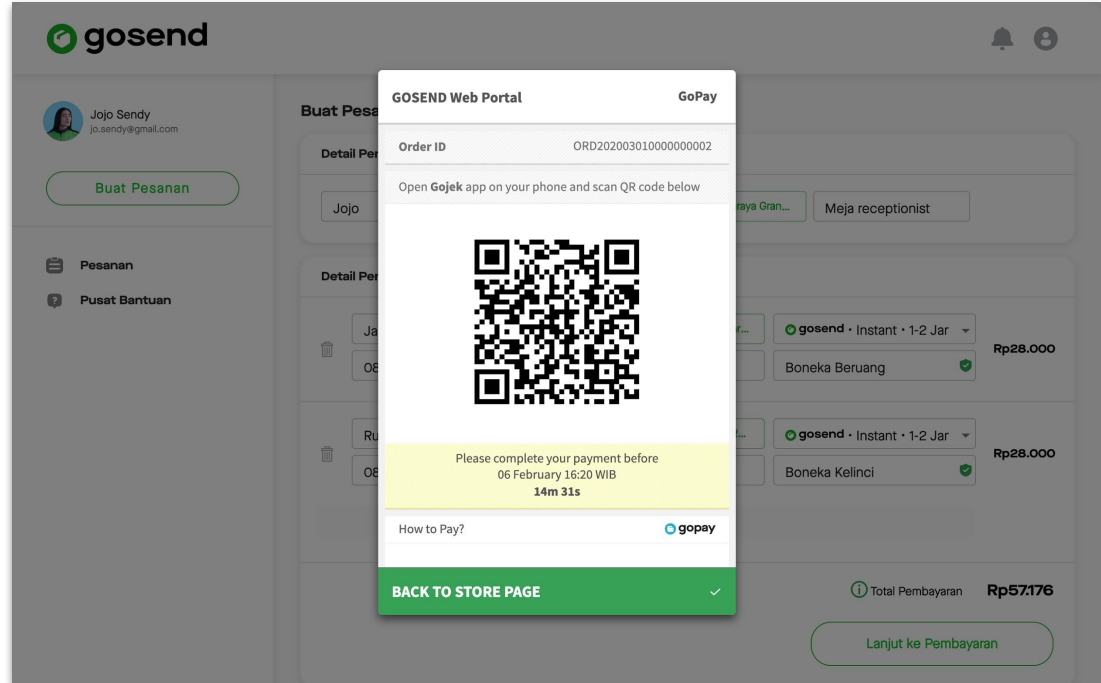 gosend
Jojo Sendy
jo.sendy@gmail.com
Buat Pesanan
Pesanan
Pusat Bantuan
Buat Pesa
Detail Per
Jojo
raya Gran...
Meja receptionist
Detail Per
Ja
08
gosend • Instant • 1-2 Jar
Boneka Beruang
Rp28.000
Ru
08
gosend • Instant • 1-2 Jar
Boneka Kelinci
Rp28.000
Total Pembayaran Rp57.176
Lanjut ke Pembayaran
GOSEND Web Portal GoPay
Order ID ORD202003010000000002
Open Gojek app on your phone and scan QR code below
Please complete your payment before
06 February 16:20 WIB
14m 31s
How to Pay? gopay
BACK TO STORE PAGE